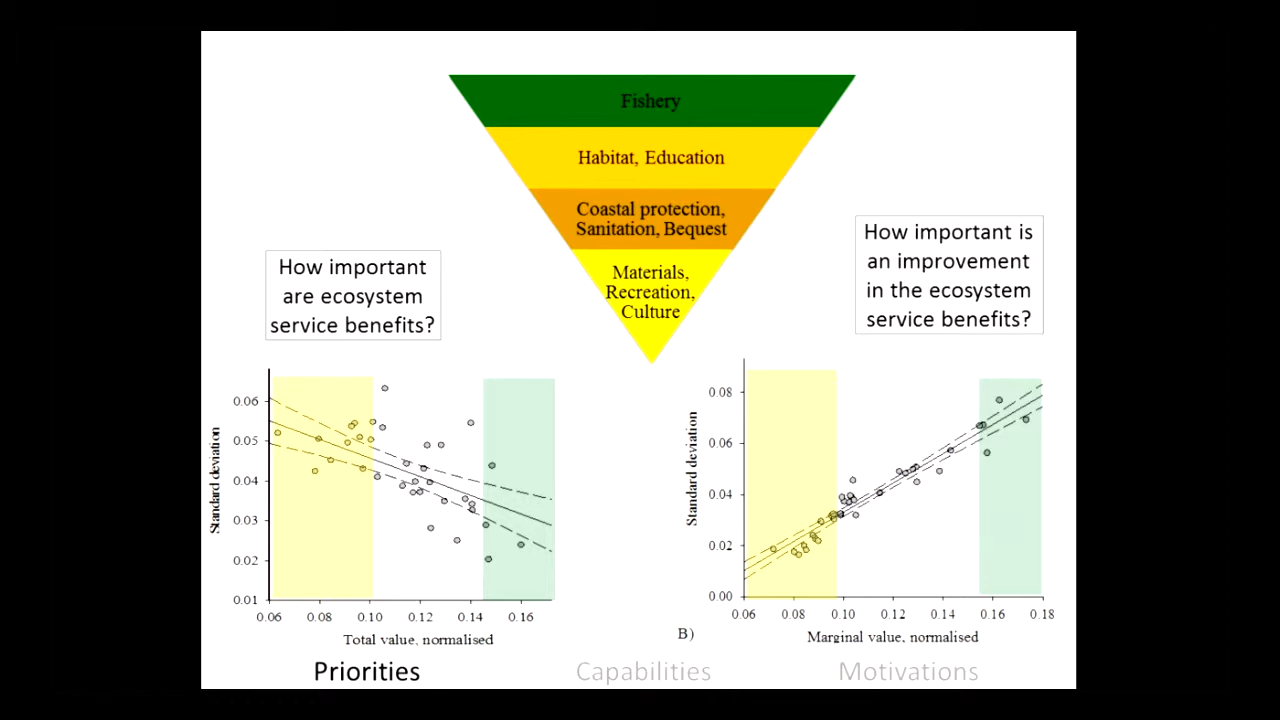 Fishery
Habitat, Education
Coastal protection,
Sanitation, Bequest
Materials,
Recreation,
Culture
How important
are ecosystem
service benefits?
How important is
an improvement
in the ecosystem
service benefits?
Standard deviation
0.06
0.05
0.04
0.03
0.02
0.01
0.06 0.08 0.10 0.12 0.14 0.16
Total value, normalised
B)
Standard deviation
0.08
0.06
0.04
0.02
0.00
0.06 0.08 0.10 0.12 0.14 0.16 0.18
Marginal value, normalised
Priorities Capabilities Motivations